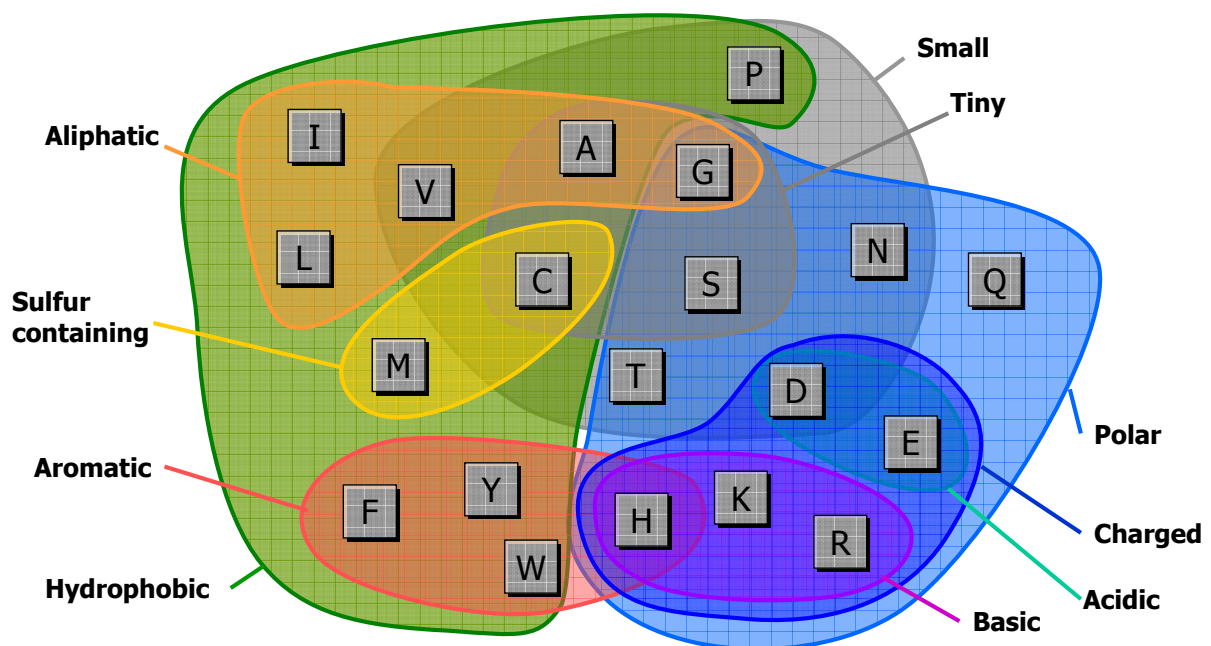 Small
P
Tiny
Aliphatic
I
A
G
V
L
C
S
N
Q
Sulfur
containing
M
T
D
E
Polar
Aromatic
F
Y
W
H
K
R
Charged
Hydrophobic
Acidic
Basic